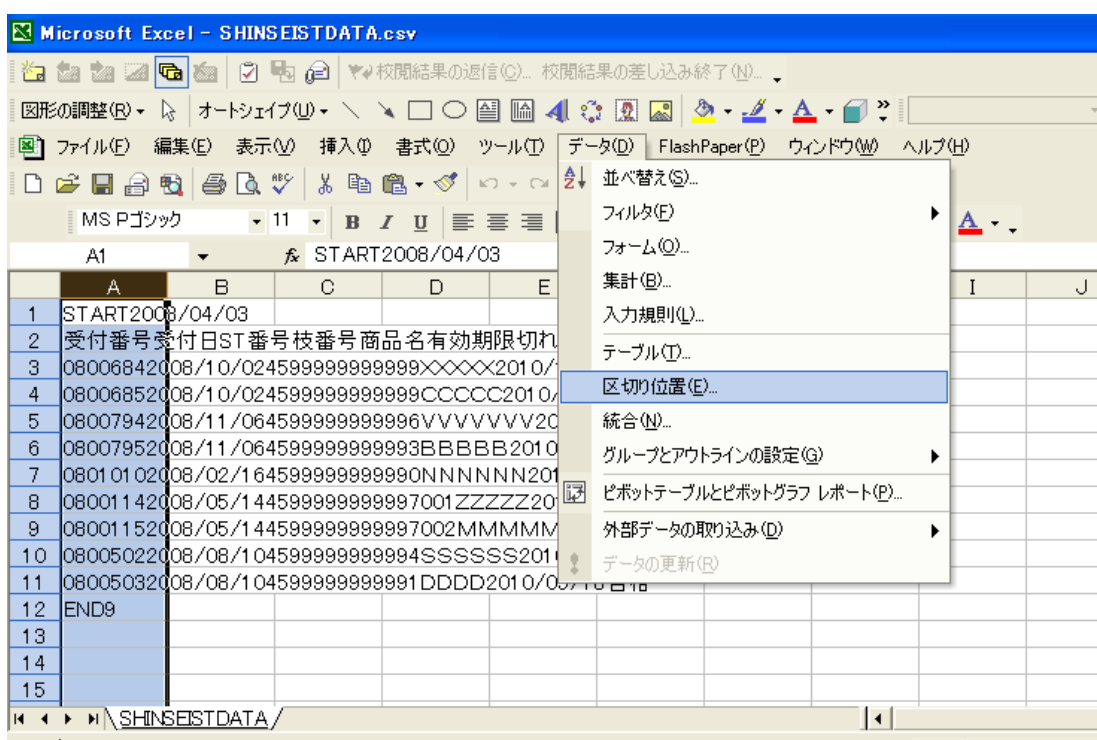 Microsoft Excel - SHINSEISTDATA.csv
校閲結果の返信(C)... 校閲結果の差し込み終了(N)...
図形の調整(R) オートシェイプ(U) A
ファイル(F) 編集(E) 表示(V) 挿入(I) 書式(O) ツール(T) データ(D) FlashPaper(P) ウィンドウ(W) ヘルプ(H)
MS Pゴシック 11 B I U A
A1 fx START2008/04/03
A B C D E I J
1 START2008/04/03
2 受付番号受付日ST番号枝番号商品名有効期限切れ
3 08006842008/10/0245999999999999XXXXX2010/
4 08006852008/10/0245999999999999CCCCC2010/
5 08007942008/11/0645999999999996VVVVVVV20
6 08007952008/11/0645999999999993BBBBB2010
7 08010102008/02/1645999999999990NNNNNN201
8 08001142008/05/1445999999999997001ZZZZZ20
9 08001152008/05/1445999999999997002MMMMM
10 08005022008/08/1045999999999994SSSSSS201
11 08005032008/08/1045999999999991DDDD2010/
12 END9
13
14
15
並べ替え(S)...
フィルタ(F)
フォーム(O)...
集計(B)...
入力規則(L)...
テーブル(T)...
区切り位置(E)...
統合(N)...
グループとアウトラインの設定(G)
ピボットテーブルとピボットグラフ レポート(P)...
外部データの取り込み(D)
データの更新(R)
SHINSEISTDATA